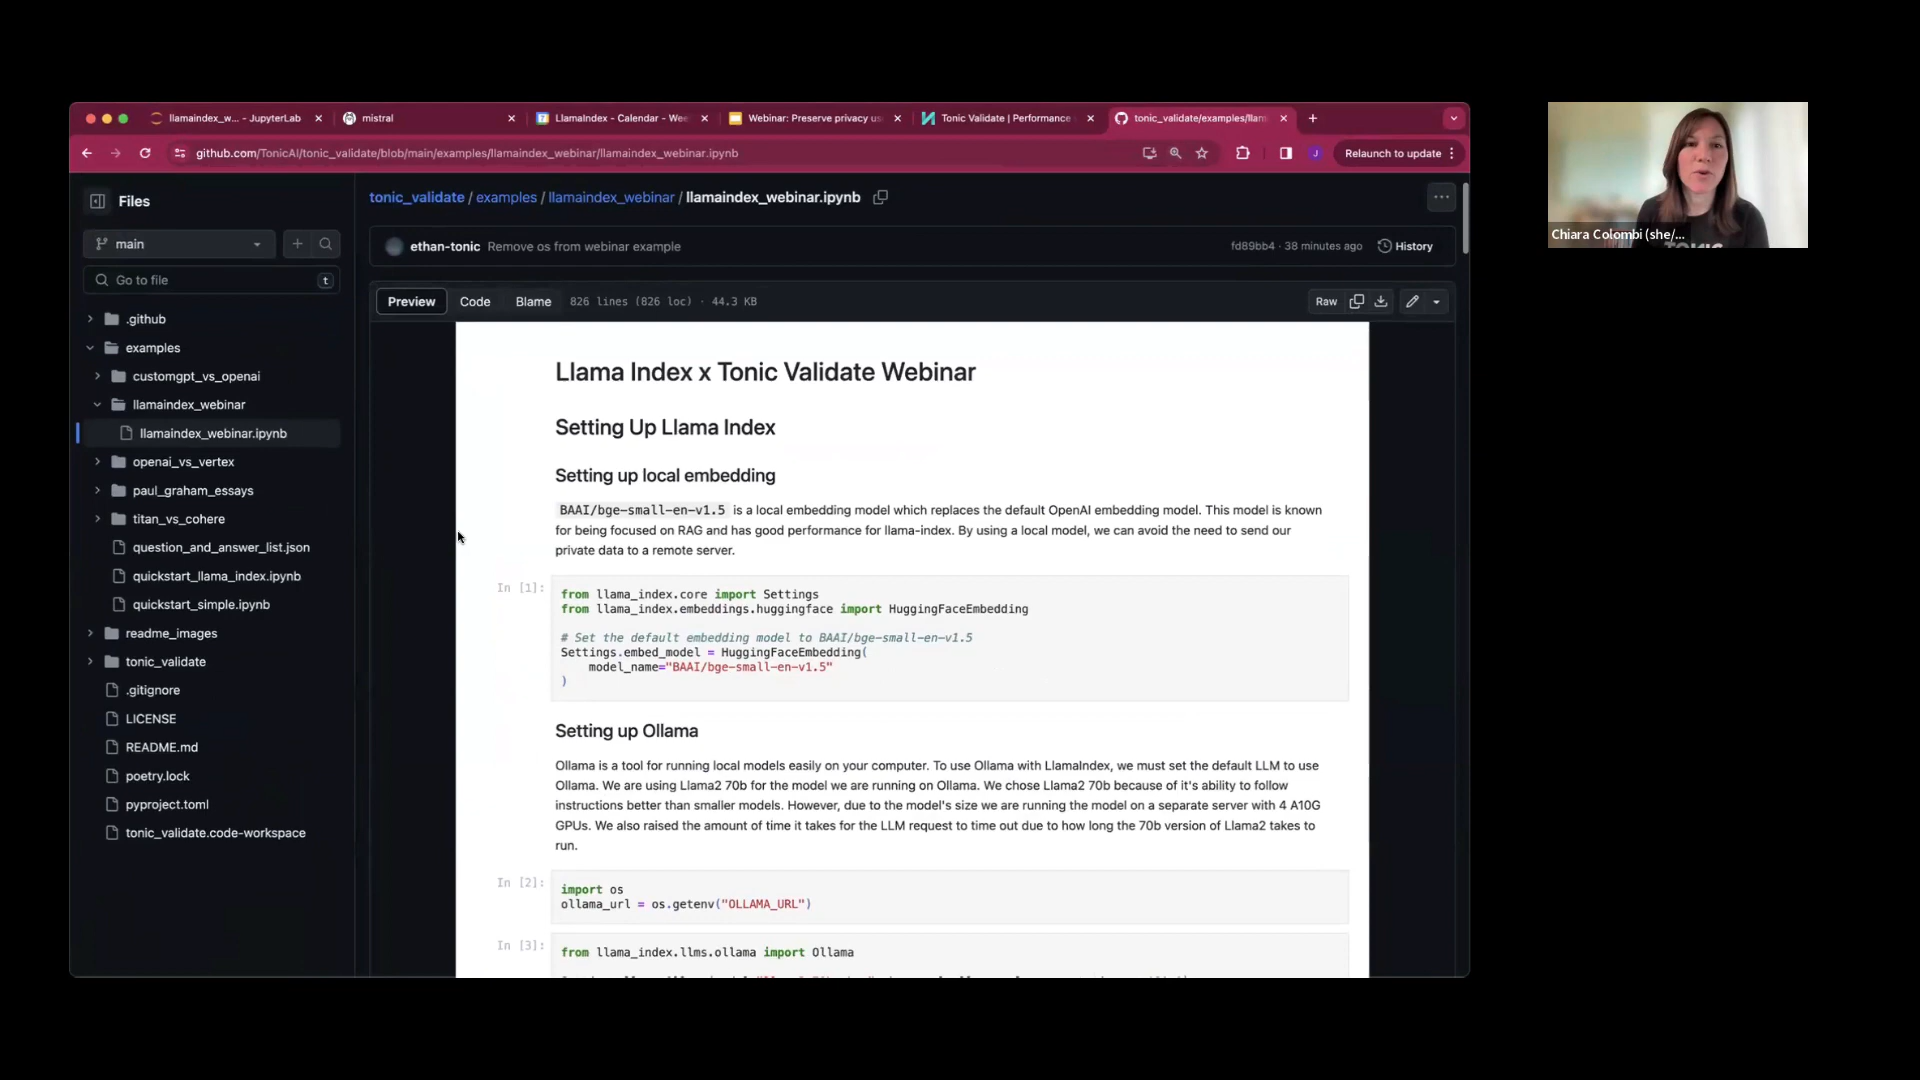 llamaindex_w... - JupyterLab
mistral
LlamaIndex - Calendar - Wee
Webinar: Preserve privacy us
Tonic Validate | Performance
tonic_validate/examples/llam
github.com/TonicAI/tonic_validate/blob/main/examples/llamaindex_webinar/llamaindex_webinar.ipynb
J
Relaunch to update
Files
main
Go to file
t
.github
examples
customgpt_vs_openai
llamaindex_webinar
llamaindex_webinar.ipynb
openai_vs_vertex
paul_graham_essays
titan_vs_cohere
question_and_answer_list.json
quickstart_llama_index.ipynb
quickstart_simple.ipynb
readme_images
tonic_validate
.gitignore
LICENSE
README.md
poetry.lock
pyproject.toml
tonic_validate.code-workspace
tonic_validate / examples / llamaindex_webinar / llamaindex_webinar.ipynb
ethan-tonic Remove os from webinar example
fd89bb4 · 38 minutes ago
History
Preview Code Blame 826 lines (826 loc) · 44.3 KB
Raw
Llama Index x Tonic Validate Webinar
Setting Up Llama Index
Setting up local embedding
BAAI/bge-small-en-v1.5 is a local embedding model which replaces the default OpenAI embedding model. This model is known
for being focused on RAG and has good performance for llama-index. By using a local model, we can avoid the need to send our
private data to a remote server.
In [1]:
from llama_index.core import Settings
from llama_index.embeddings.huggingface import HuggingFaceEmbedding
# Set the default embedding model to BAAI/bge-small-en-v1.5
Settings.embed_model = HuggingFaceEmbedding(
model_name="BAAI/bge-small-en-v1.5"
)
Setting up Ollama
Ollama is a tool for running local models easily on your computer. To use Ollama with LlamaIndex, we must set the default LLM to use
Ollama. We are using Llama2 70b for the model we are running on Ollama. We chose Llama2 70b because of it's ability to follow
instructions better than smaller models. However, due to the model's size we are running the model on a separate server with 4 A10G
GPUs. We also raised the amount of time it takes for the LLM request to time out due to how long the 70b version of Llama2 takes to
run.
In [2]:
import os
ollama_url = os.getenv("OLLAMA_URL")
In [3]:
from llama_index.llms.ollama import Ollama
Chiara Colombi (she/...
TONIC